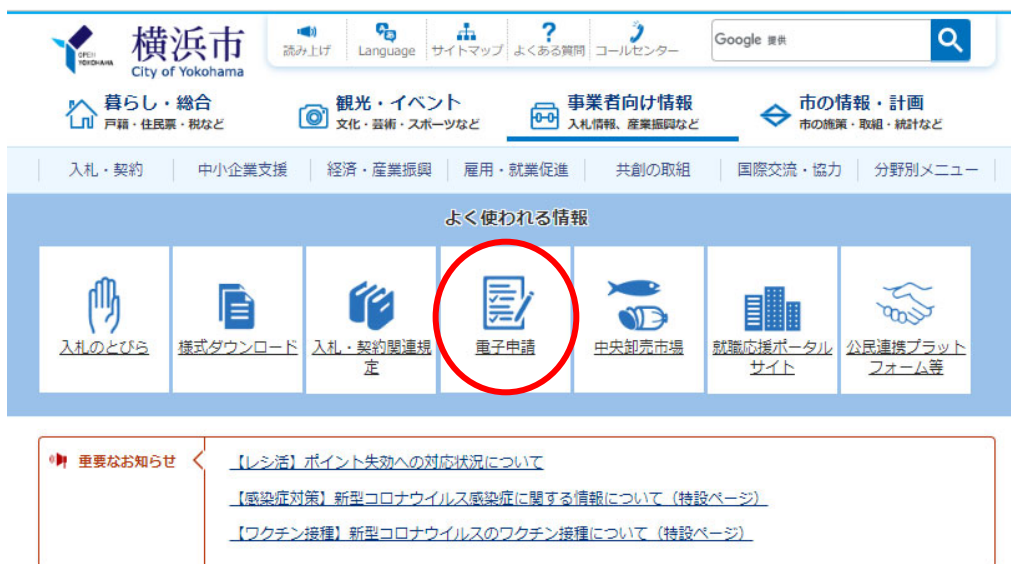 OPEN YOKOHAMA
横浜市
City of Yokohama
読み上げ Language サイトマップ よくある質問 コールセンター
Google 提供
暮らし・総合
戸籍・住民票・税など
観光・イベント
文化・芸術・スポーツなど
事業者向け情報
入札情報、産業振興など
市の情報・計画
市の施策・取組・統計など
入札・契約 中小企業支援 経済・産業振興 雇用・就業促進 共創の取組 国際交流・協力 分野別メニュー
よく使われる情報
入札のとびら
様式ダウンロード
入札・契約関連規
定
電子申請
中央卸売市場
就職応援ポータル
サイト
公民連携プラット
フォーム等
重要なお知らせ
【レシ活】ポイント失効への対応状況について
【感染症対策】新型コロナウイルス感染症に関する情報について（特設ページ）
【ワクチン接種】新型コロナウイルスのワクチン接種について（特設ページ）